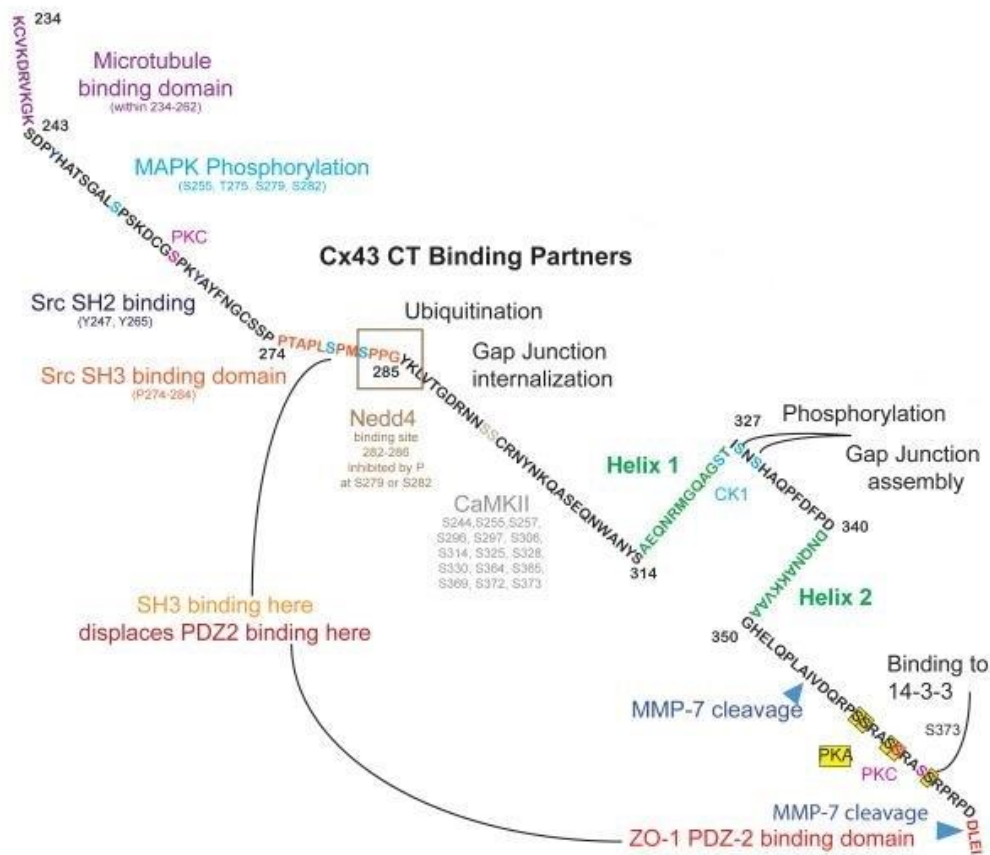 234
KCVKDRVKGK
Microtubule
binding domain
(within 234-262)
243
SDPYHATSGALSPSKDCGSPKYAYFNGCSSP
MAPK Phosphorylation
(S255, T275, S279, S282)
PKC
Cx43 CT Binding Partners
Src SH2 binding
(Y247, Y265)
Ubiquitination
274
PTAPLSPMSPPG
285
YKLVTGDRNNSSCRNYNKQASEQNWANYS
Src SH3 binding domain
(P274-284)
Gap Junction
internalization
Nedd4
binding site
282-286
Inhibited by P
at S279 or S282
CaMKII
S244,S255,S257,
S296, S297, S306,
S314, S325, S328,
S330, S364, S365,
S369, S372, S373
314
Helix 1
AEQNRMGQAGST
CK1
327
ISNSHAQPFDFPD
Phosphorylation
Gap Junction
assembly
340
DNQNAKKVAA
Helix 2
SH3 binding here
displaces PDZ2 binding here
350
GHELQPLAIVDQRPSSRASSRASSRPRPD
Binding to
14-3-3
S373
MMP-7 cleavage
PKA
PKC
MMP-7 cleavage
ZO-1 PDZ-2 binding domain
DLEI